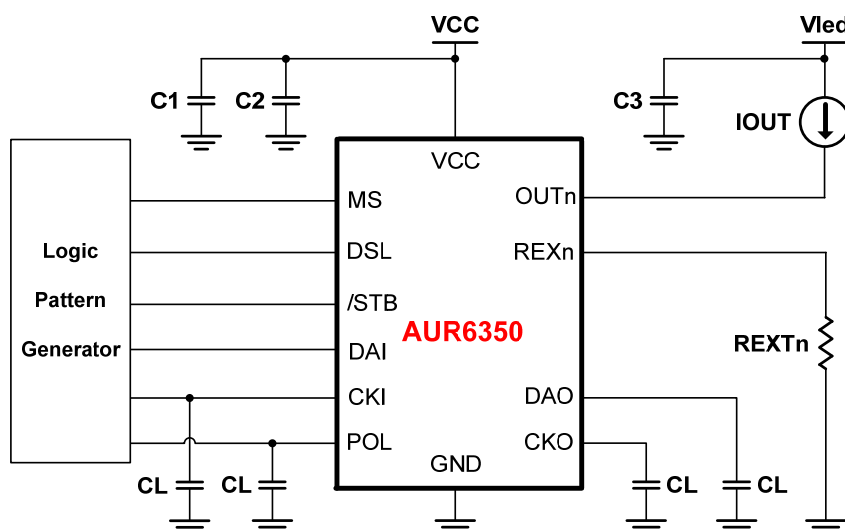 VCC
Vled
C1
C2
C3
IOUT
VCC
MS
OUTn
Logic
DSL
REXn
Pattern
/STB
AUR6350
Generator
DAI
REXTn
CKI
DAO
POL
CKO
GND
CL
CL
CL
CL